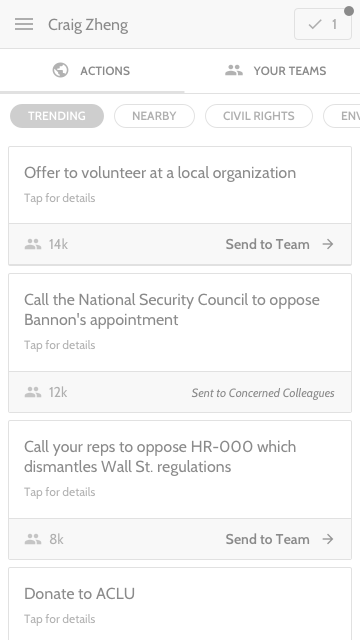 Craig Zheng
1
ACTIONS
YOUR TEAMS
TRENDING
NEARBY
CIVIL RIGHTS
ENV
Offer to volunteer at a local organization
Tap for details
14k
Send to Team
Call the National Security Council to oppose
Bannon's appointment
Tap for details
12k
Sent to Concerned Colleagues
Call your reps to oppose HR-000 which
dismantles Wall St. regulations
Tap for details
8k
Send to Team
Donate to ACLU
Tap for details